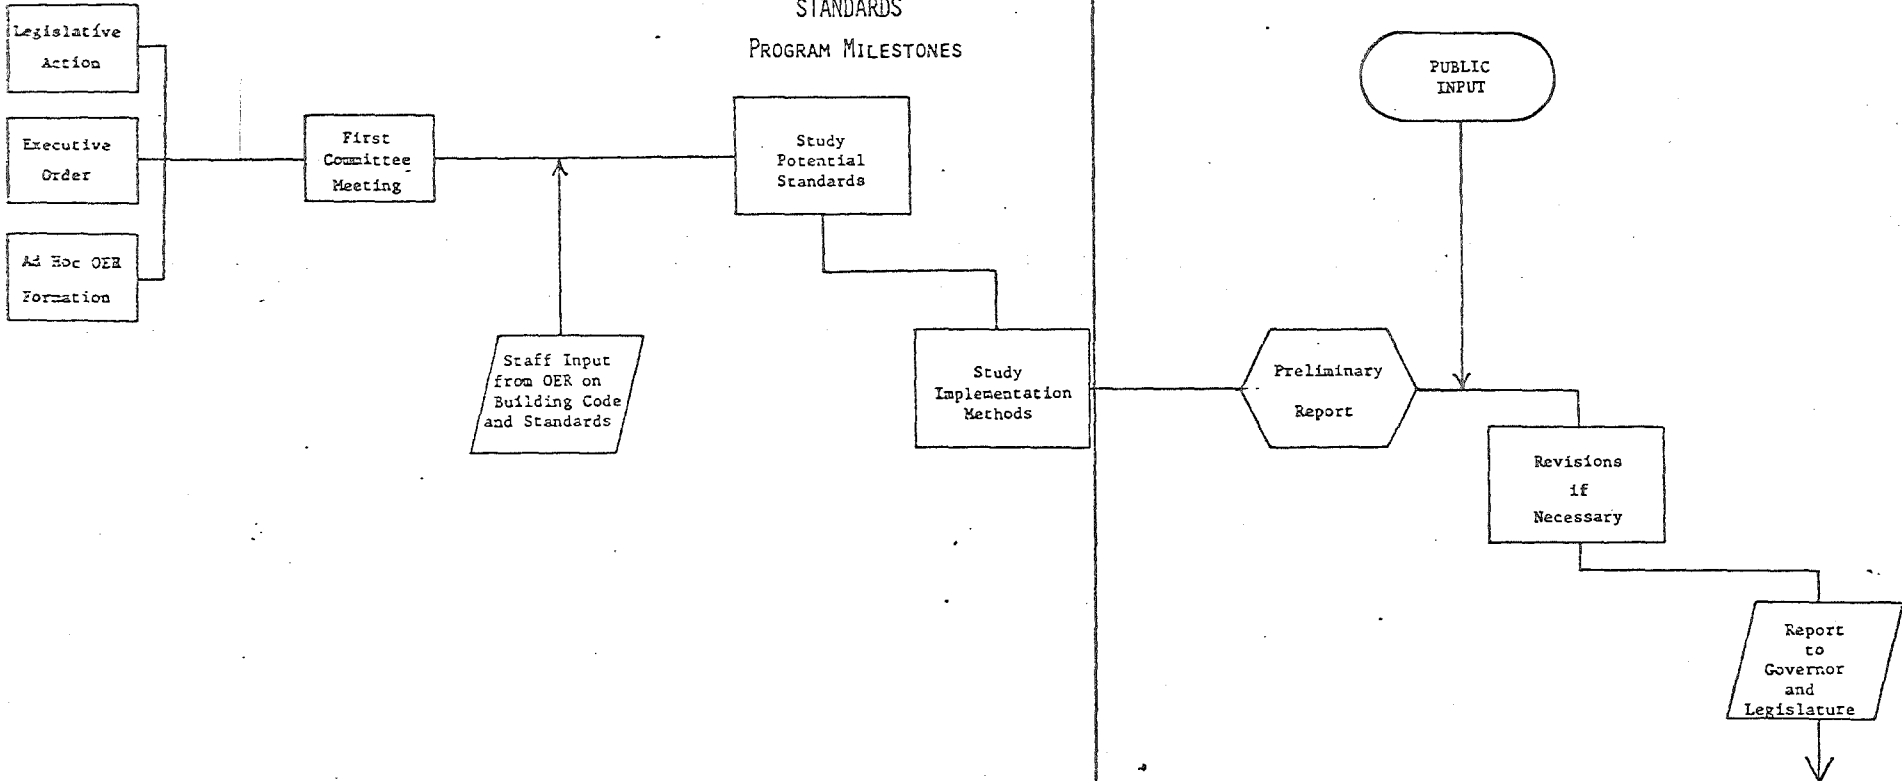 STANDARDS
PROGRAM MILESTONES
Legislative
Action
Executive
Order
Ad Hoc OER
Formation
First
Committee
Meeting
Staff Input
from OER on
Building Code
and Standards
Study
Potential
Standards
Study
Implementation
Methods
PUBLIC
INPUT
Preliminary
Report
Revisions
if
Necessary
Report
to
Governor
and
Legislature